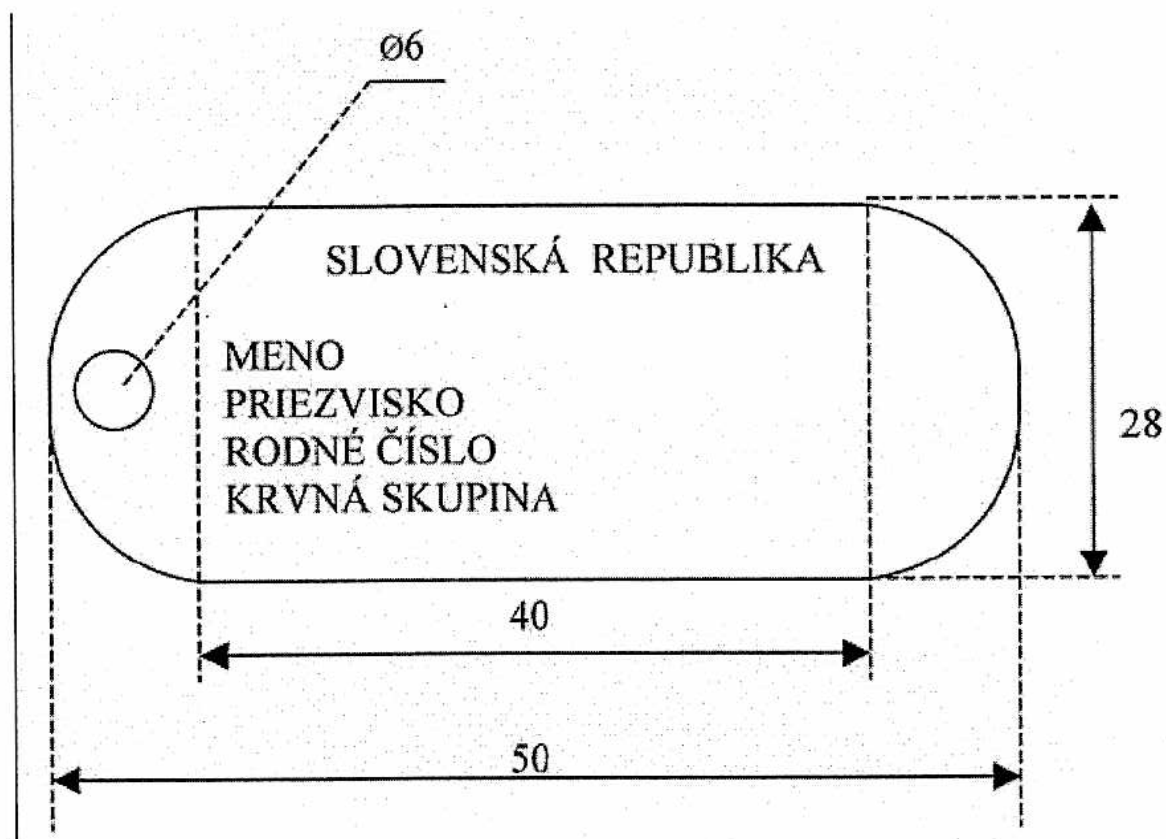 Ø6
SLOVENSKÁ REPUBLIKA
MENO
PRIEZVISKO
RODNÉ ČÍSLO
KRVNÁ SKUPINA
28
40
50